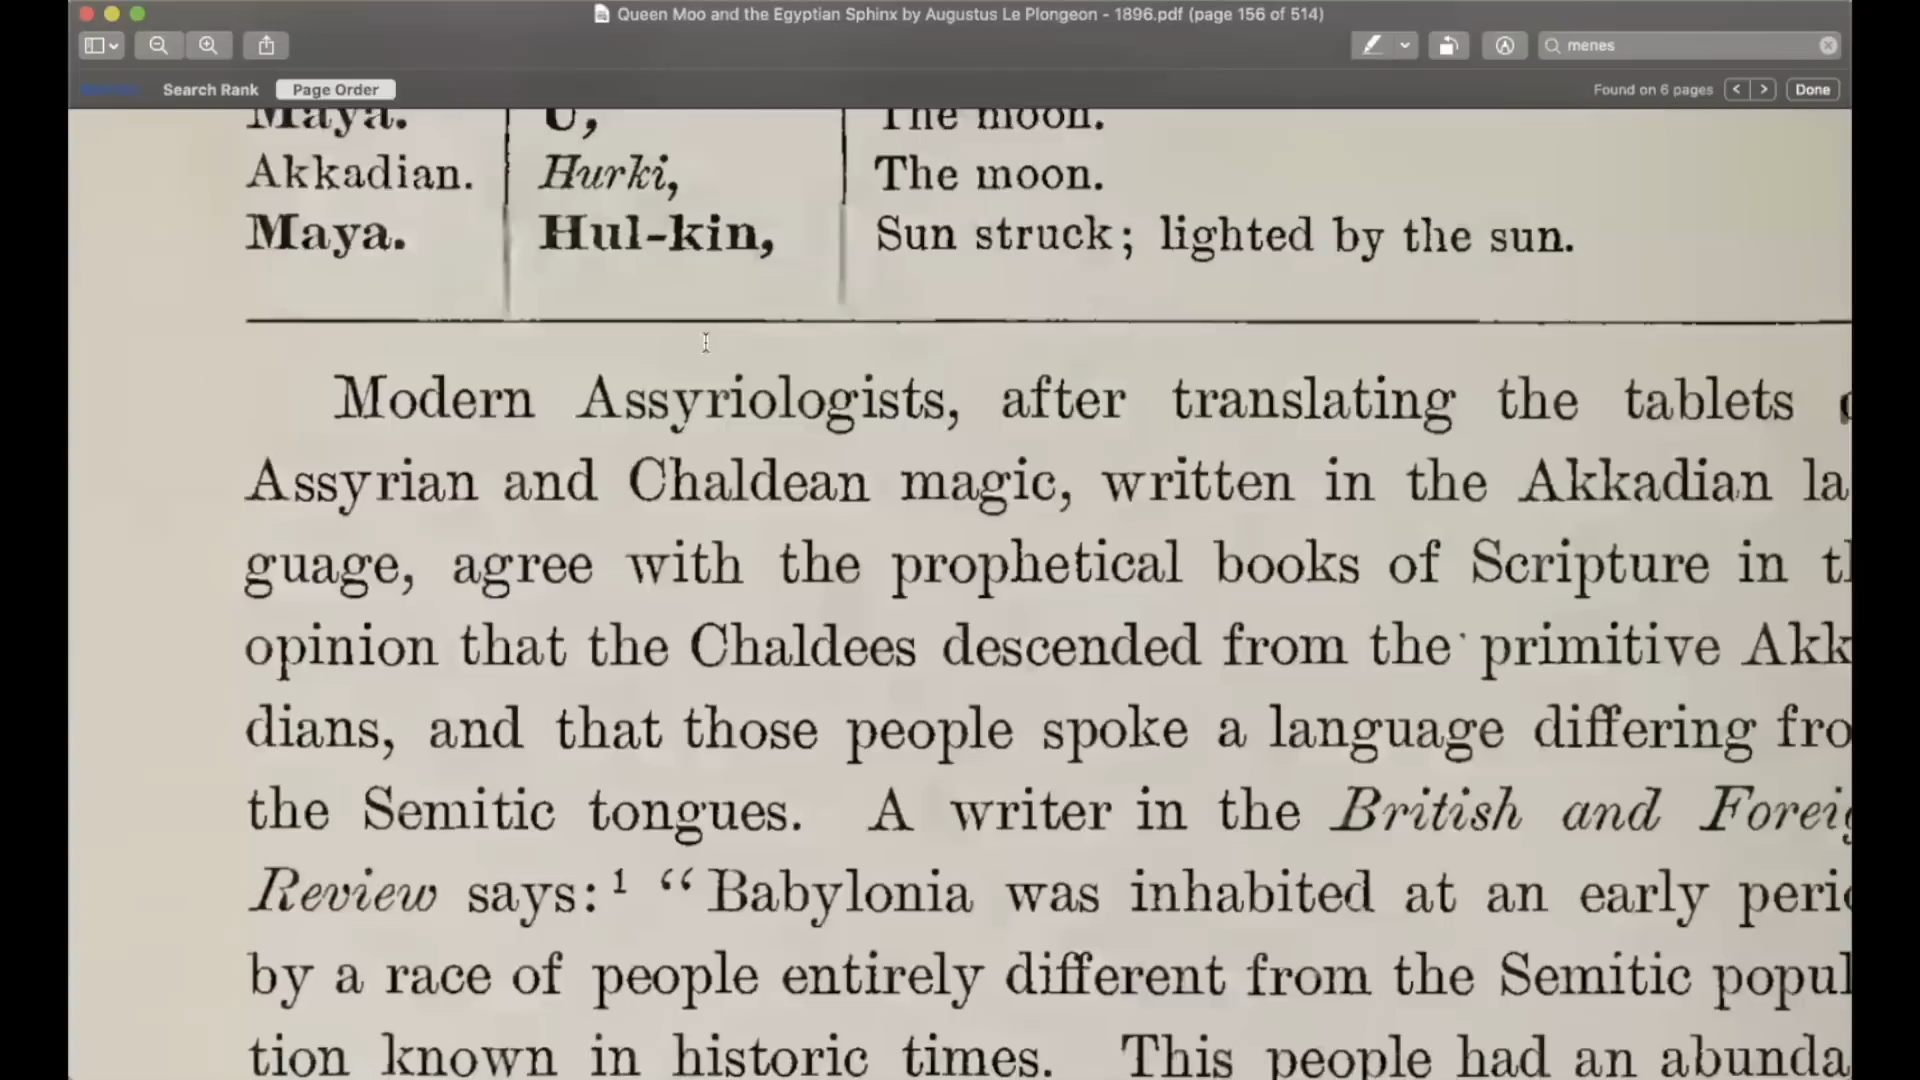 Queen Moo and the Egyptian Sphinx by Augustus Le Plongeon - 1896.pdf (page 156 of 514)
menes
Search Rank Page Order Found on 6 pages < > Done
Maya. U, The moon.
Akkadian. Hurki, The moon.
Maya. Hul-kin, Sun struck; lighted by the sun.
Modern Assyriologists, after translating the tablets
Assyrian and Chaldean magic, written in the Akkadian la
guage, agree with the prophetical books of Scripture in t
opinion that the Chaldees descended from the primitive Akk
dians, and that those people spoke a language differing fro
the Semitic tongues. A writer in the British and Foreig
Review says:¹ “Babylonia was inhabited at an early peri
by a race of people entirely different from the Semitic popul
tion known in historic times. This people had an abunda